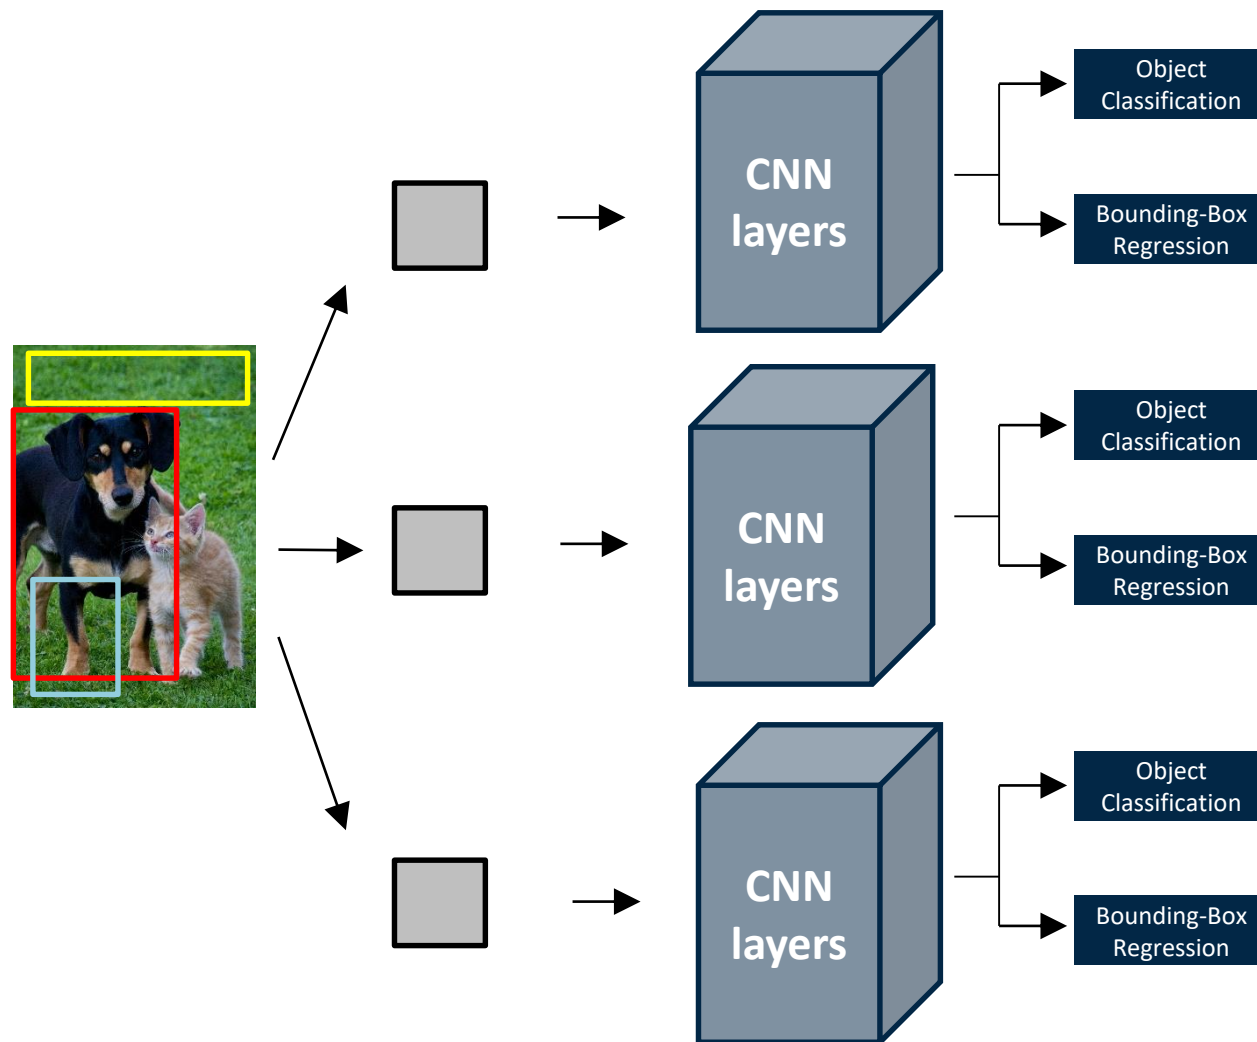 CNN
layers
Object
Classification
Bounding-Box
Regression
CNN
layers
Object
Classification
Bounding-Box
Regression
CNN
layers
Object
Classification
Bounding-Box
Regression